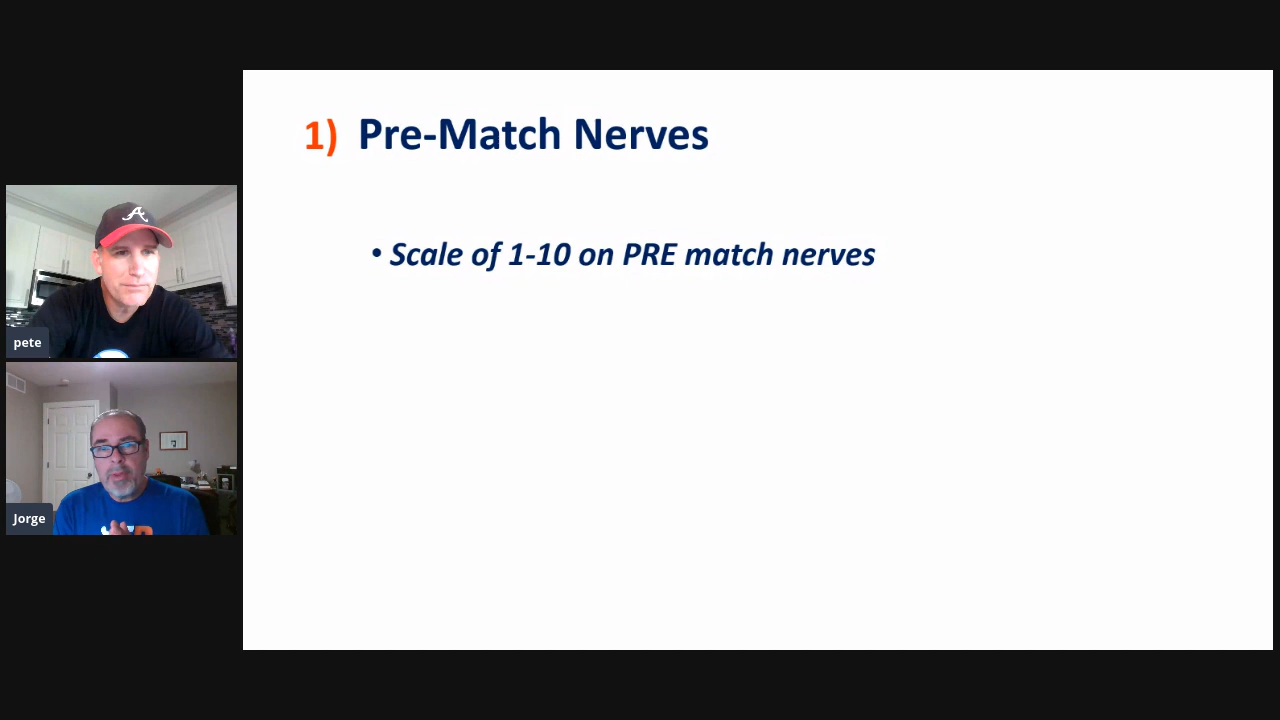 1) Pre-Match Nerves
• Scale of 1-10 on PRE match nerves
A
pete
Jorge